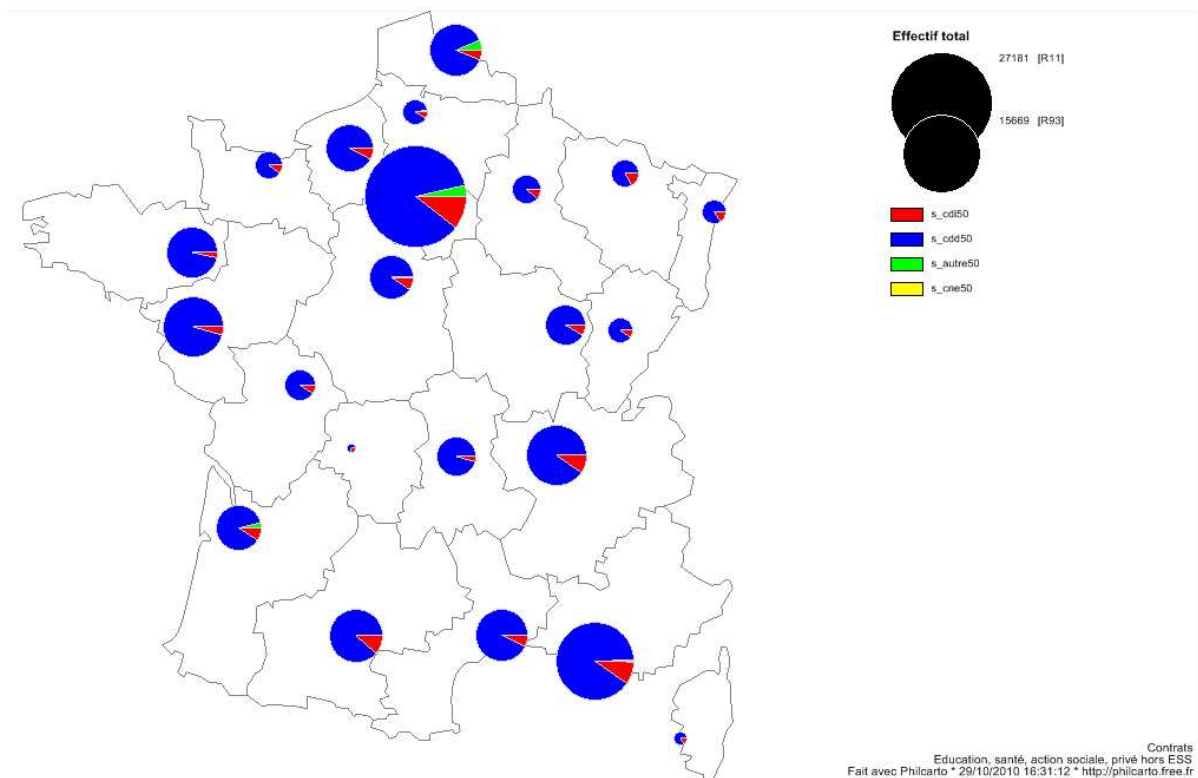 Effectif total
27181 [R11]
15669 [R93]
s_cdi50
s_cdd50
s_autre50
s_cne50
Contrats
Education, santé, action sociale, privé hors ESS
Fait avec Philcarto * 29/10/2010 16:31:12 * http://philcarto.free.fr